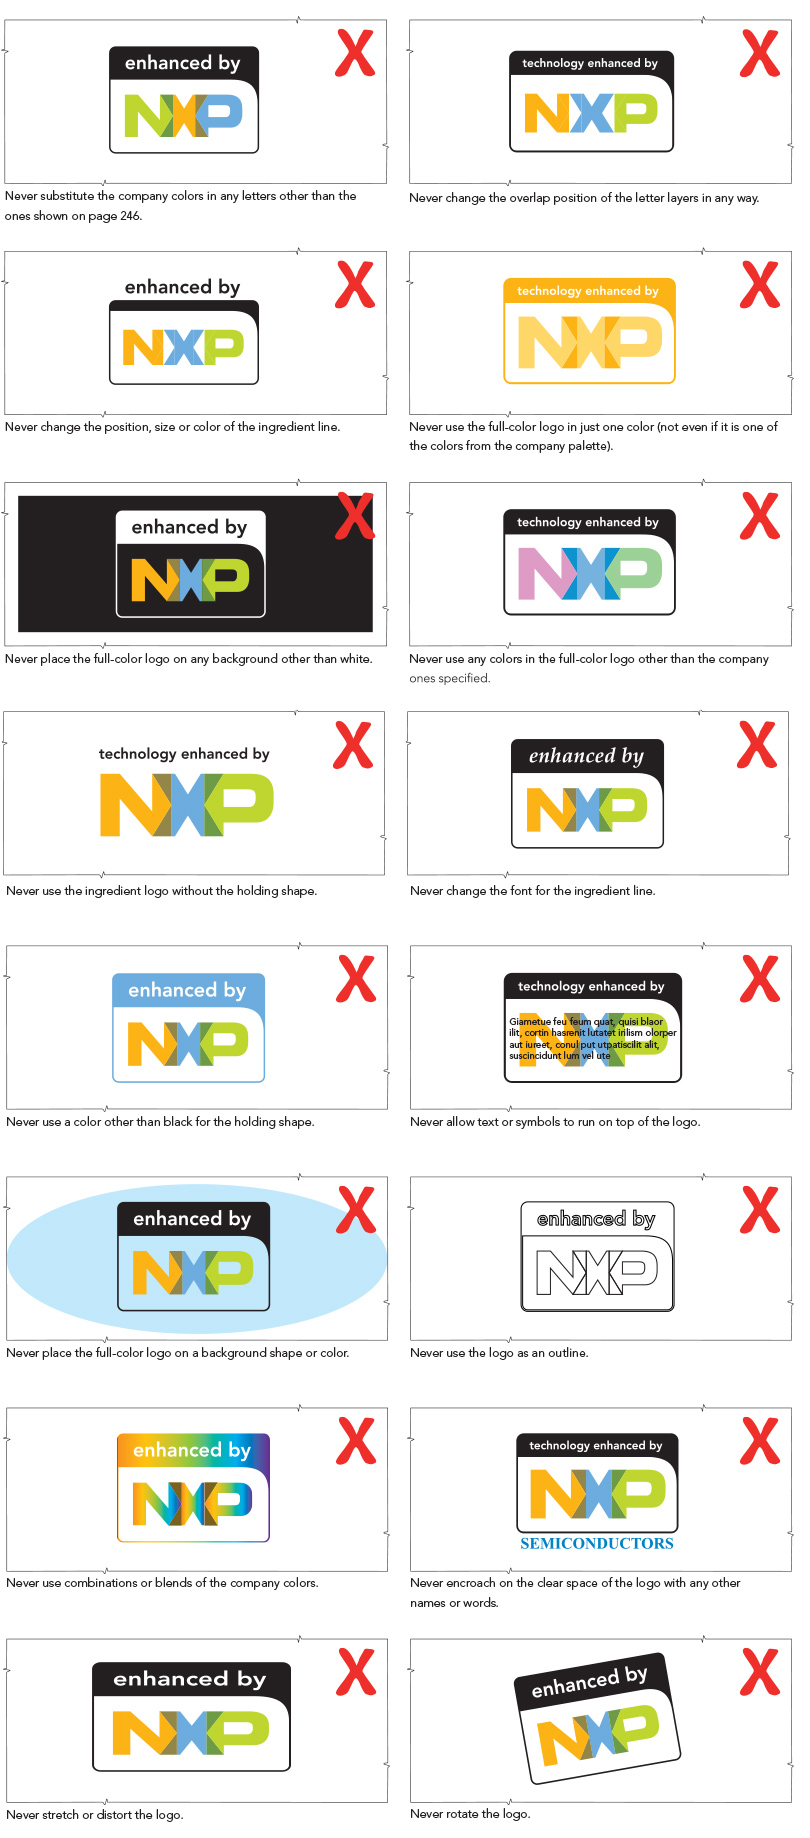 enhanced by
NXP
X
Never substitute the company colors in any letters other than the
ones shown on page 246.
technology enhanced by
NXP
X
Never change the overlap position of the letter layers in any way.
enhanced by
NXP
X
Never change the position, size or color of the ingredient line.
technology enhanced by
NXP
X
Never use the full-color logo in just one color (not even if it is one of
the colors from the company palette).
enhanced by
NXP
X
Never place the full-color logo on any background other than white.
technology enhanced by
NXP
X
Never use any colors in the full-color logo other than the company
ones specified.
technology enhanced by
NXP
X
Never use the ingredient logo without the holding shape.
enhanced by
NXP
X
Never change the font for the ingredient line.
enhanced by
NXP
X
Never use a color other than black for the holding shape.
technology enhanced by
NXP
Giametue feu feum quat, quisi blaor
ilit, cortin hasrenit lutatet irilism olorper
aut iureet, conul put utpatiscilit alit,
suscincidunt lum vel ute
X
Never allow text or symbols to run on top of the logo.
enhanced by
NXP
X
Never place the full-color logo on a background shape or color.
enhanced by
NXP
X
Never use the logo as an outline.
enhanced by
NXP
X
Never use combinations or blends of the company colors.
technology enhanced by
NXP
SEMICONDUCTORS
X
Never encroach on the clear space of the logo with any other
names or words.
enhanced by
NXP
X
Never stretch or distort the logo.
enhanced by
NXP
X
Never rotate the logo.